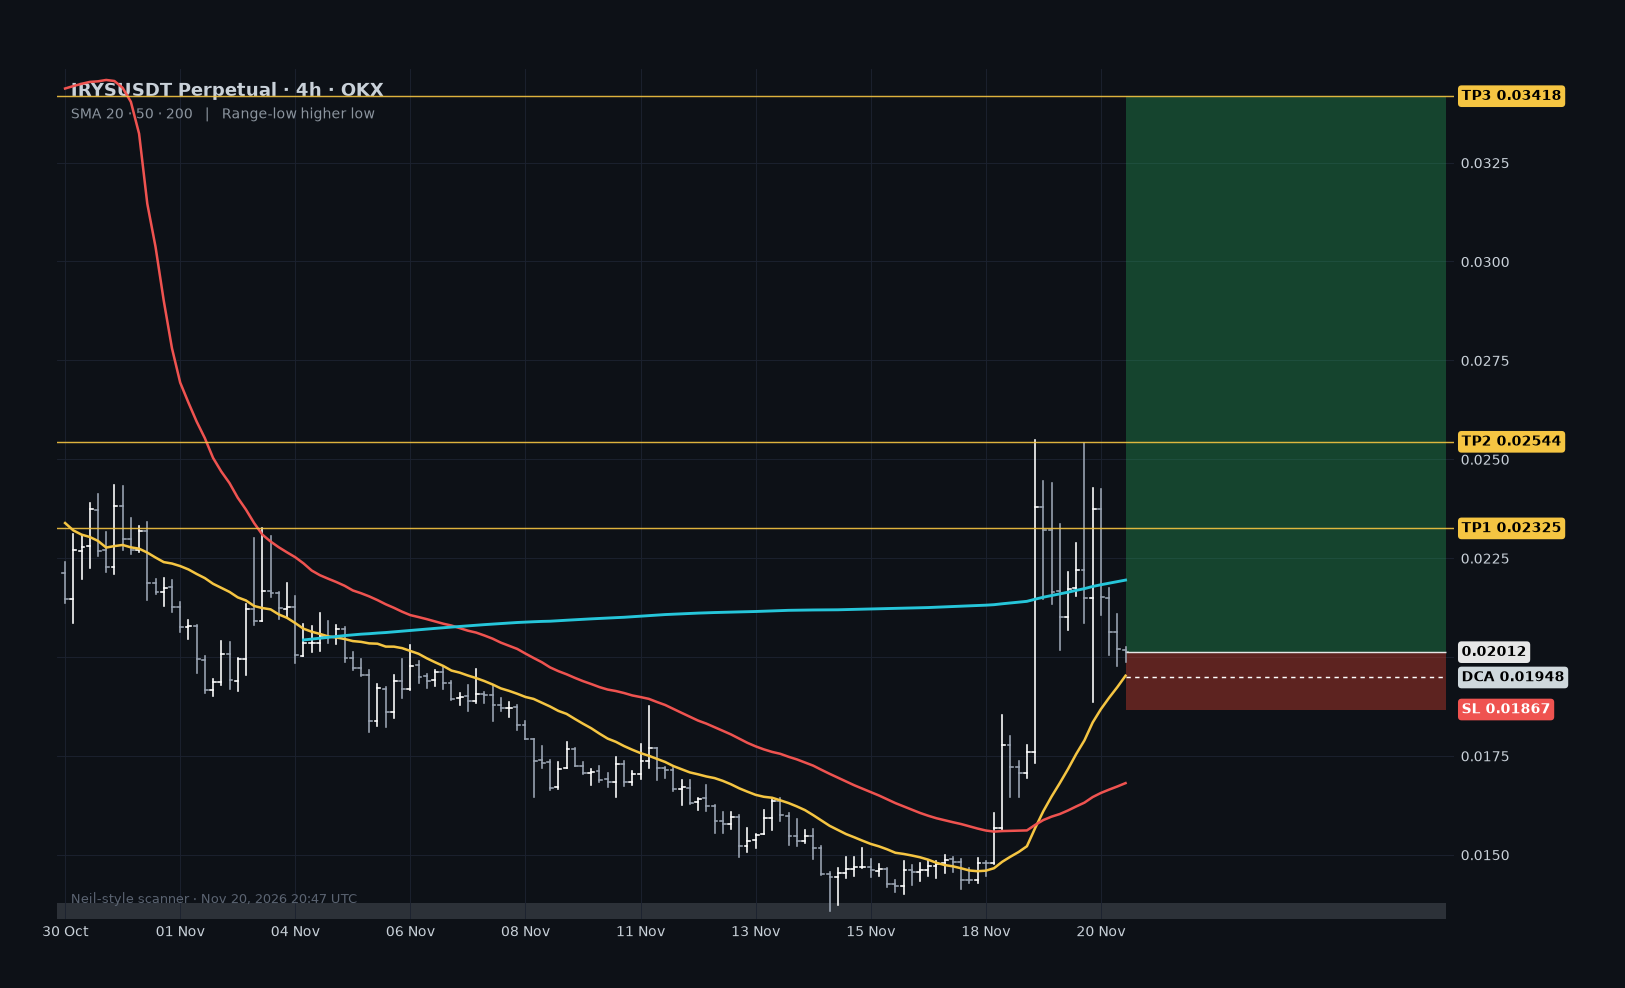 IRYSUSDT Perpetual · 4h · OKX
SMA 20 · 50 · 200 | Range-low higher low
TP3 0.03418
0.0325
0.0300
0.0275
TP2 0.02544
0.0250
TP1 0.02325
0.0225
0.02012
DCA 0.01948
SL 0.01867
0.0175
0.0150
Neil-style scanner · Nov 20, 2026 20:47 UTC
30 Oct 01 Nov 04 Nov 06 Nov 08 Nov 11 Nov 13 Nov 15 Nov 18 Nov 20 Nov